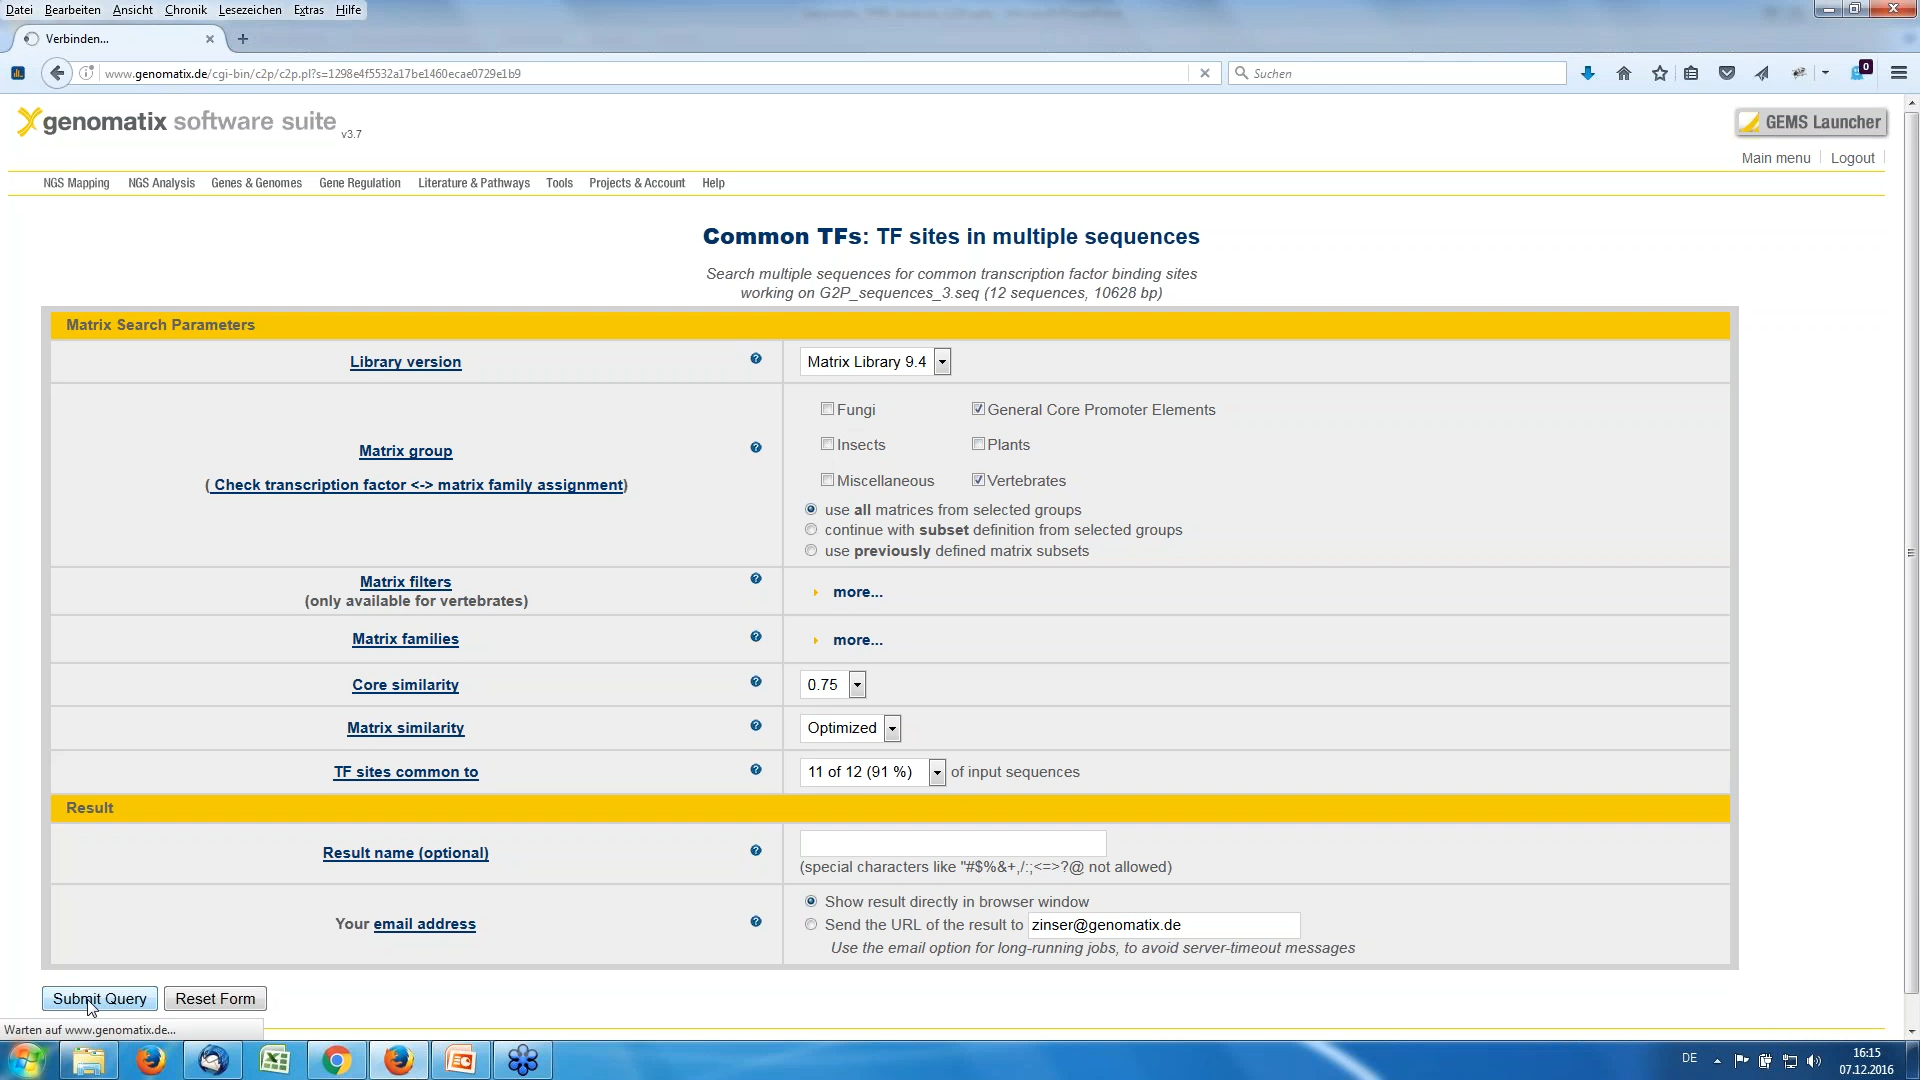 Datei Bearbeiten Ansicht Chronik Lesezeichen Extras Hilfe
Verbinden...
www.genomatix.de/cgi-bin/c2p/c2p.pl?s=1298e4f5532a17be1460ecae0729e1b9
Suchen
0
genomatix software suite v3.7
GEMS Launcher
Main menu Logout
NGS Mapping NGS Analysis Genes & Genomes Gene Regulation Literature & Pathways Tools Projects & Account Help
Common TFs: TF sites in multiple sequences
Search multiple sequences for common transcription factor binding sites
working on G2P_sequences_3.seq (12 sequences, 10628 bp)
Matrix Search Parameters
Library version ? Matrix Library 9.4
Fungi General Core Promoter Elements
Matrix group ? Insects Plants
( Check transcription factor <-> matrix family assignment) Miscellaneous Vertebrates
use all matrices from selected groups
continue with subset definition from selected groups
use previously defined matrix subsets
Matrix filters ? more...
(only available for vertebrates)
Matrix families ? more...
Core similarity ? 0.75
Matrix similarity ? Optimized
TF sites common to ? 11 of 12 (91 %) of input sequences
Result
Result name (optional) ?
(special characters like "#$%&+,/:;<=>?@ not allowed)
Show result directly in browser window
Your email address ? Send the URL of the result to zinser@genomatix.de
Use the email option for long-running jobs, to avoid server-timeout messages
Submit Query Reset Form
Warten auf www.genomatix.de...
DE
16:15
07.12.2016